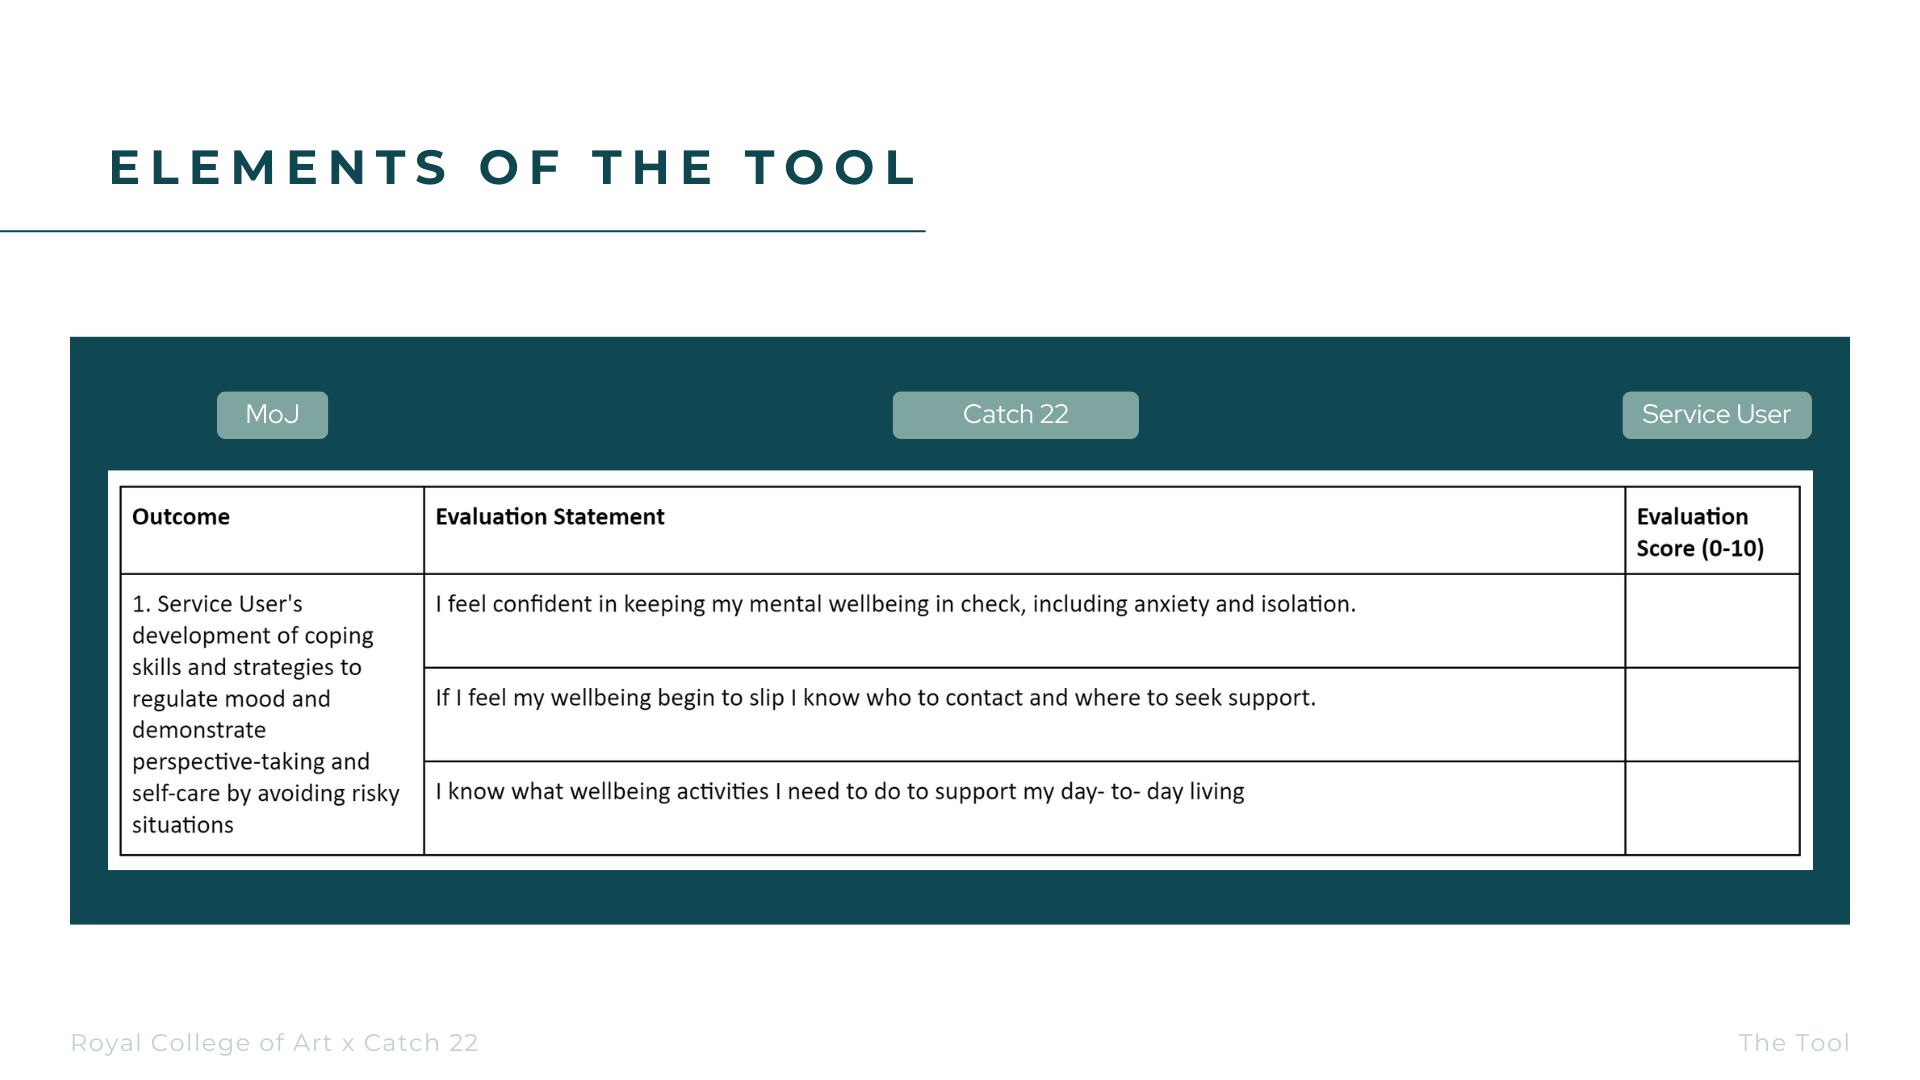 ELEMENTS OF THE TOOL
MoJ
Catch 22
Service User
Outcome
Evaluation Statement
Evaluation
Score (0-10)
1. Service User's
development of coping
skills and strategies to
regulate mood and
demonstrate
perspective-taking and
self-care by avoiding risky
situations
I feel confident in keeping my mental wellbeing in check, including anxiety and isolation.
If I feel my wellbeing begin to slip I know who to contact and where to seek support.
I know what wellbeing activities I need to do to support my day- to- day living
Royal College of Art x Catch 22
The Tool